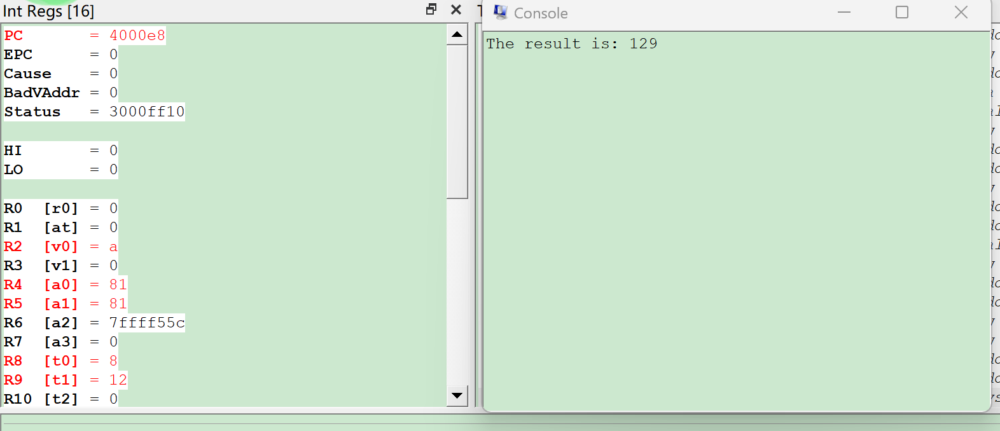 Int Regs [16]
PC = 4000e8
EPC = 0
Cause = 0
BadVAddr = 0
Status = 3000ff10
HI = 0
LO = 0
R0 [r0] = 0
R1 [at] = 0
R2 [v0] = a
R3 [v1] = 0
R4 [a0] = 81
R5 [a1] = 81
R6 [a2] = 7ffff55c
R7 [a3] = 0
R8 [t0] = 8
R9 [t1] = 12
R10 [t2] = 0
Console
The result is: 129